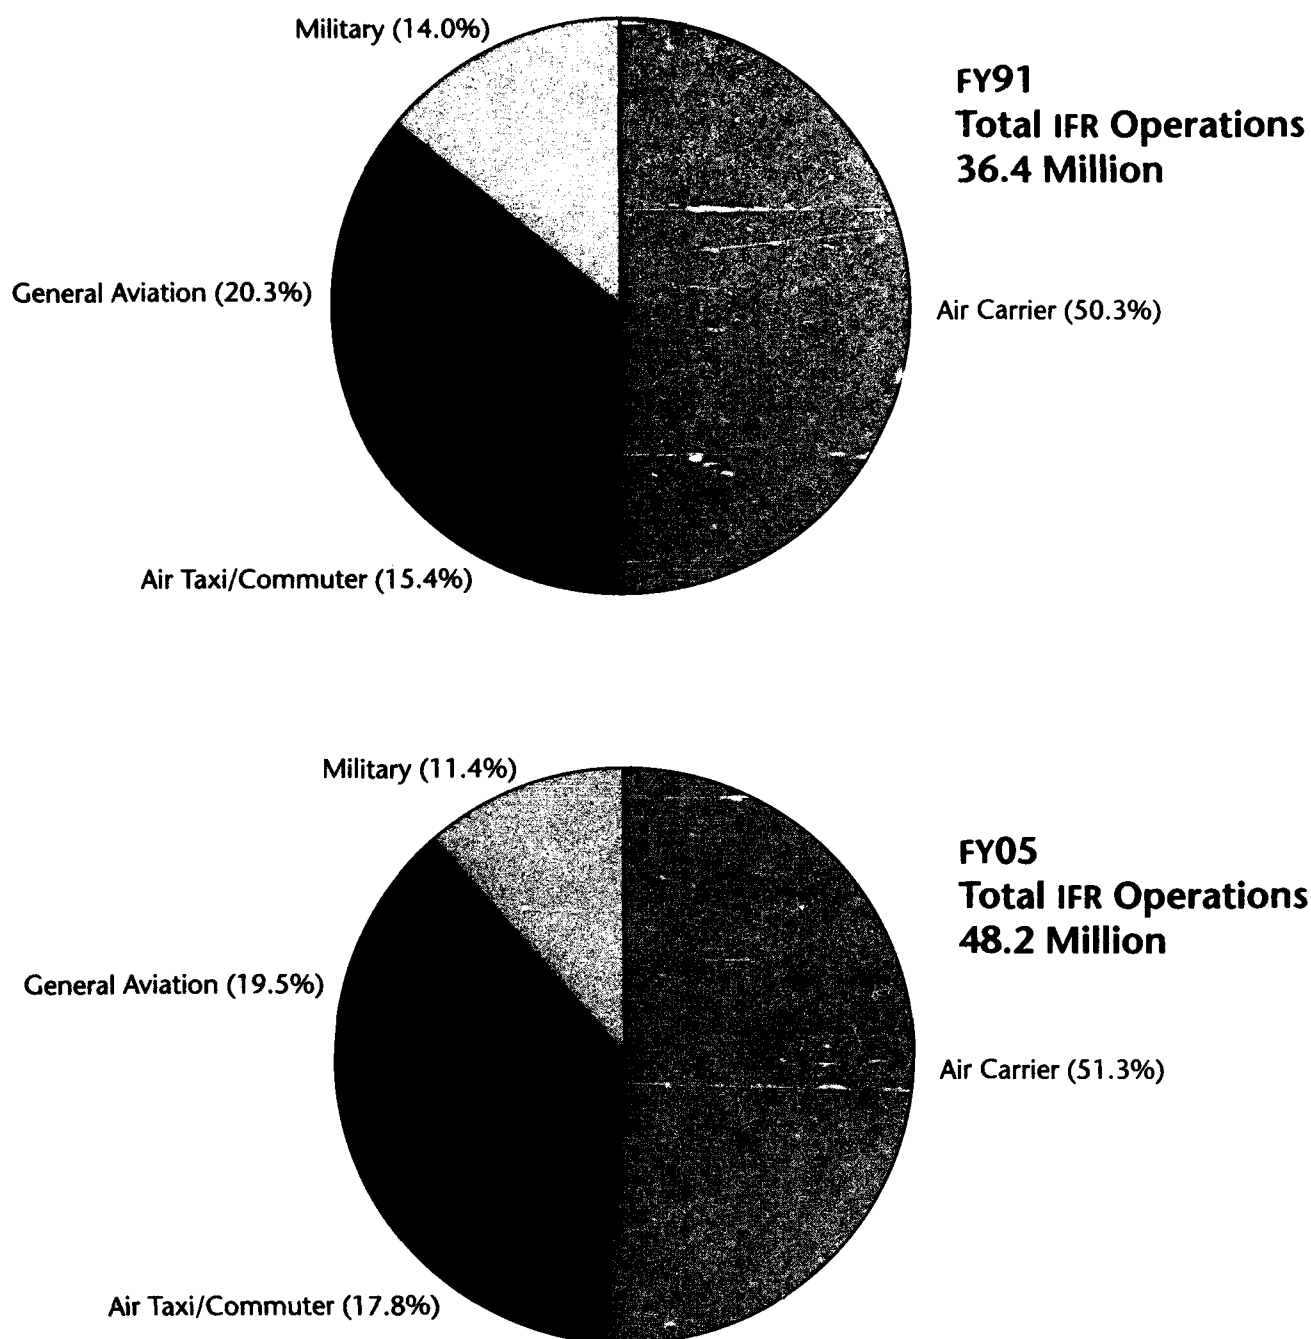 Military (14.0%)
FY91
Total IFR Operations
36.4 Million
General Aviation (20.3%)
Air Carrier (50.3%)
Air Taxi/Commuter (15.4%)
Military (11.4%)
FY05
Total IFR Operations
48.2 Million
General Aviation (19.5%)
Air Carrier (51.3%)
Air Taxi/Commuter (17.8%)